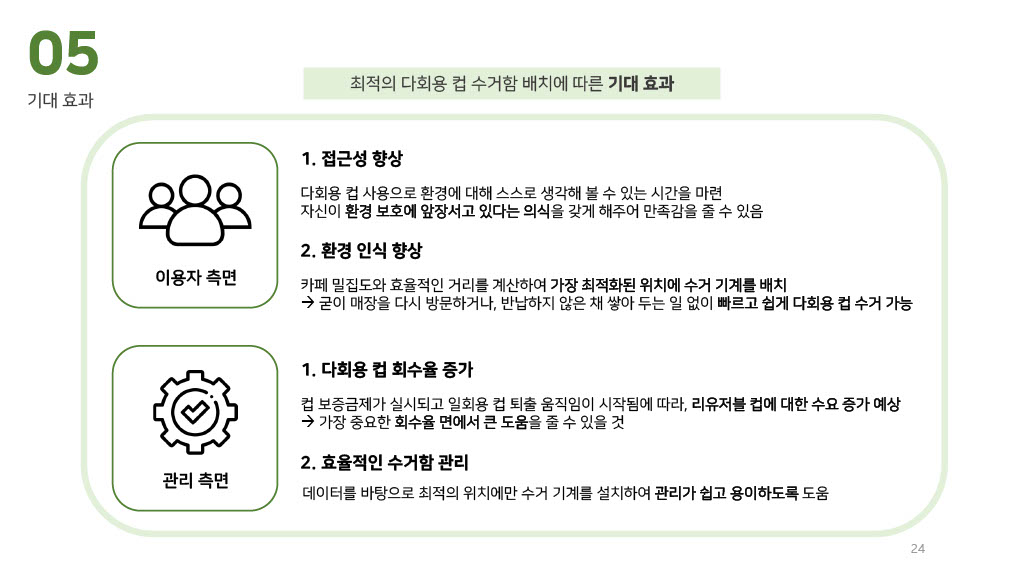 05
기대 효과
최적의 다회용 컵 수거함 배치에 따른 기대 효과
이용자 측면
1. 접근성 향상
다회용 컵 사용으로 환경에 대해 스스로 생각해 볼 수 있는 시간을 마련
자신이 환경 보호에 앞장서고 있다는 의식을 갖게 해주어 만족감을 줄 수 있음
2. 환경 인식 향상
카페 밀집도와 효율적인 거리를 계산하여 가장 최적화된 위치에 수거 기계를 배치
→ 굳이 매장을 다시 방문하거나, 반납하지 않은 채 쌓아 두는 일 없이 빠르고 쉽게 다회용 컵 수거 가능
관리 측면
1. 다회용 컵 회수율 증가
컵 보증금제가 실시되고 일회용 컵 퇴출 움직임이 시작됨에 따라, 리유저블 컵에 대한 수요 증가 예상
→ 가장 중요한 회수율 면에서 큰 도움을 줄 수 있을 것
2. 효율적인 수거함 관리
데이터를 바탕으로 최적의 위치에만 수거 기계를 설치하여 관리가 쉽고 용이하도록 도움
24